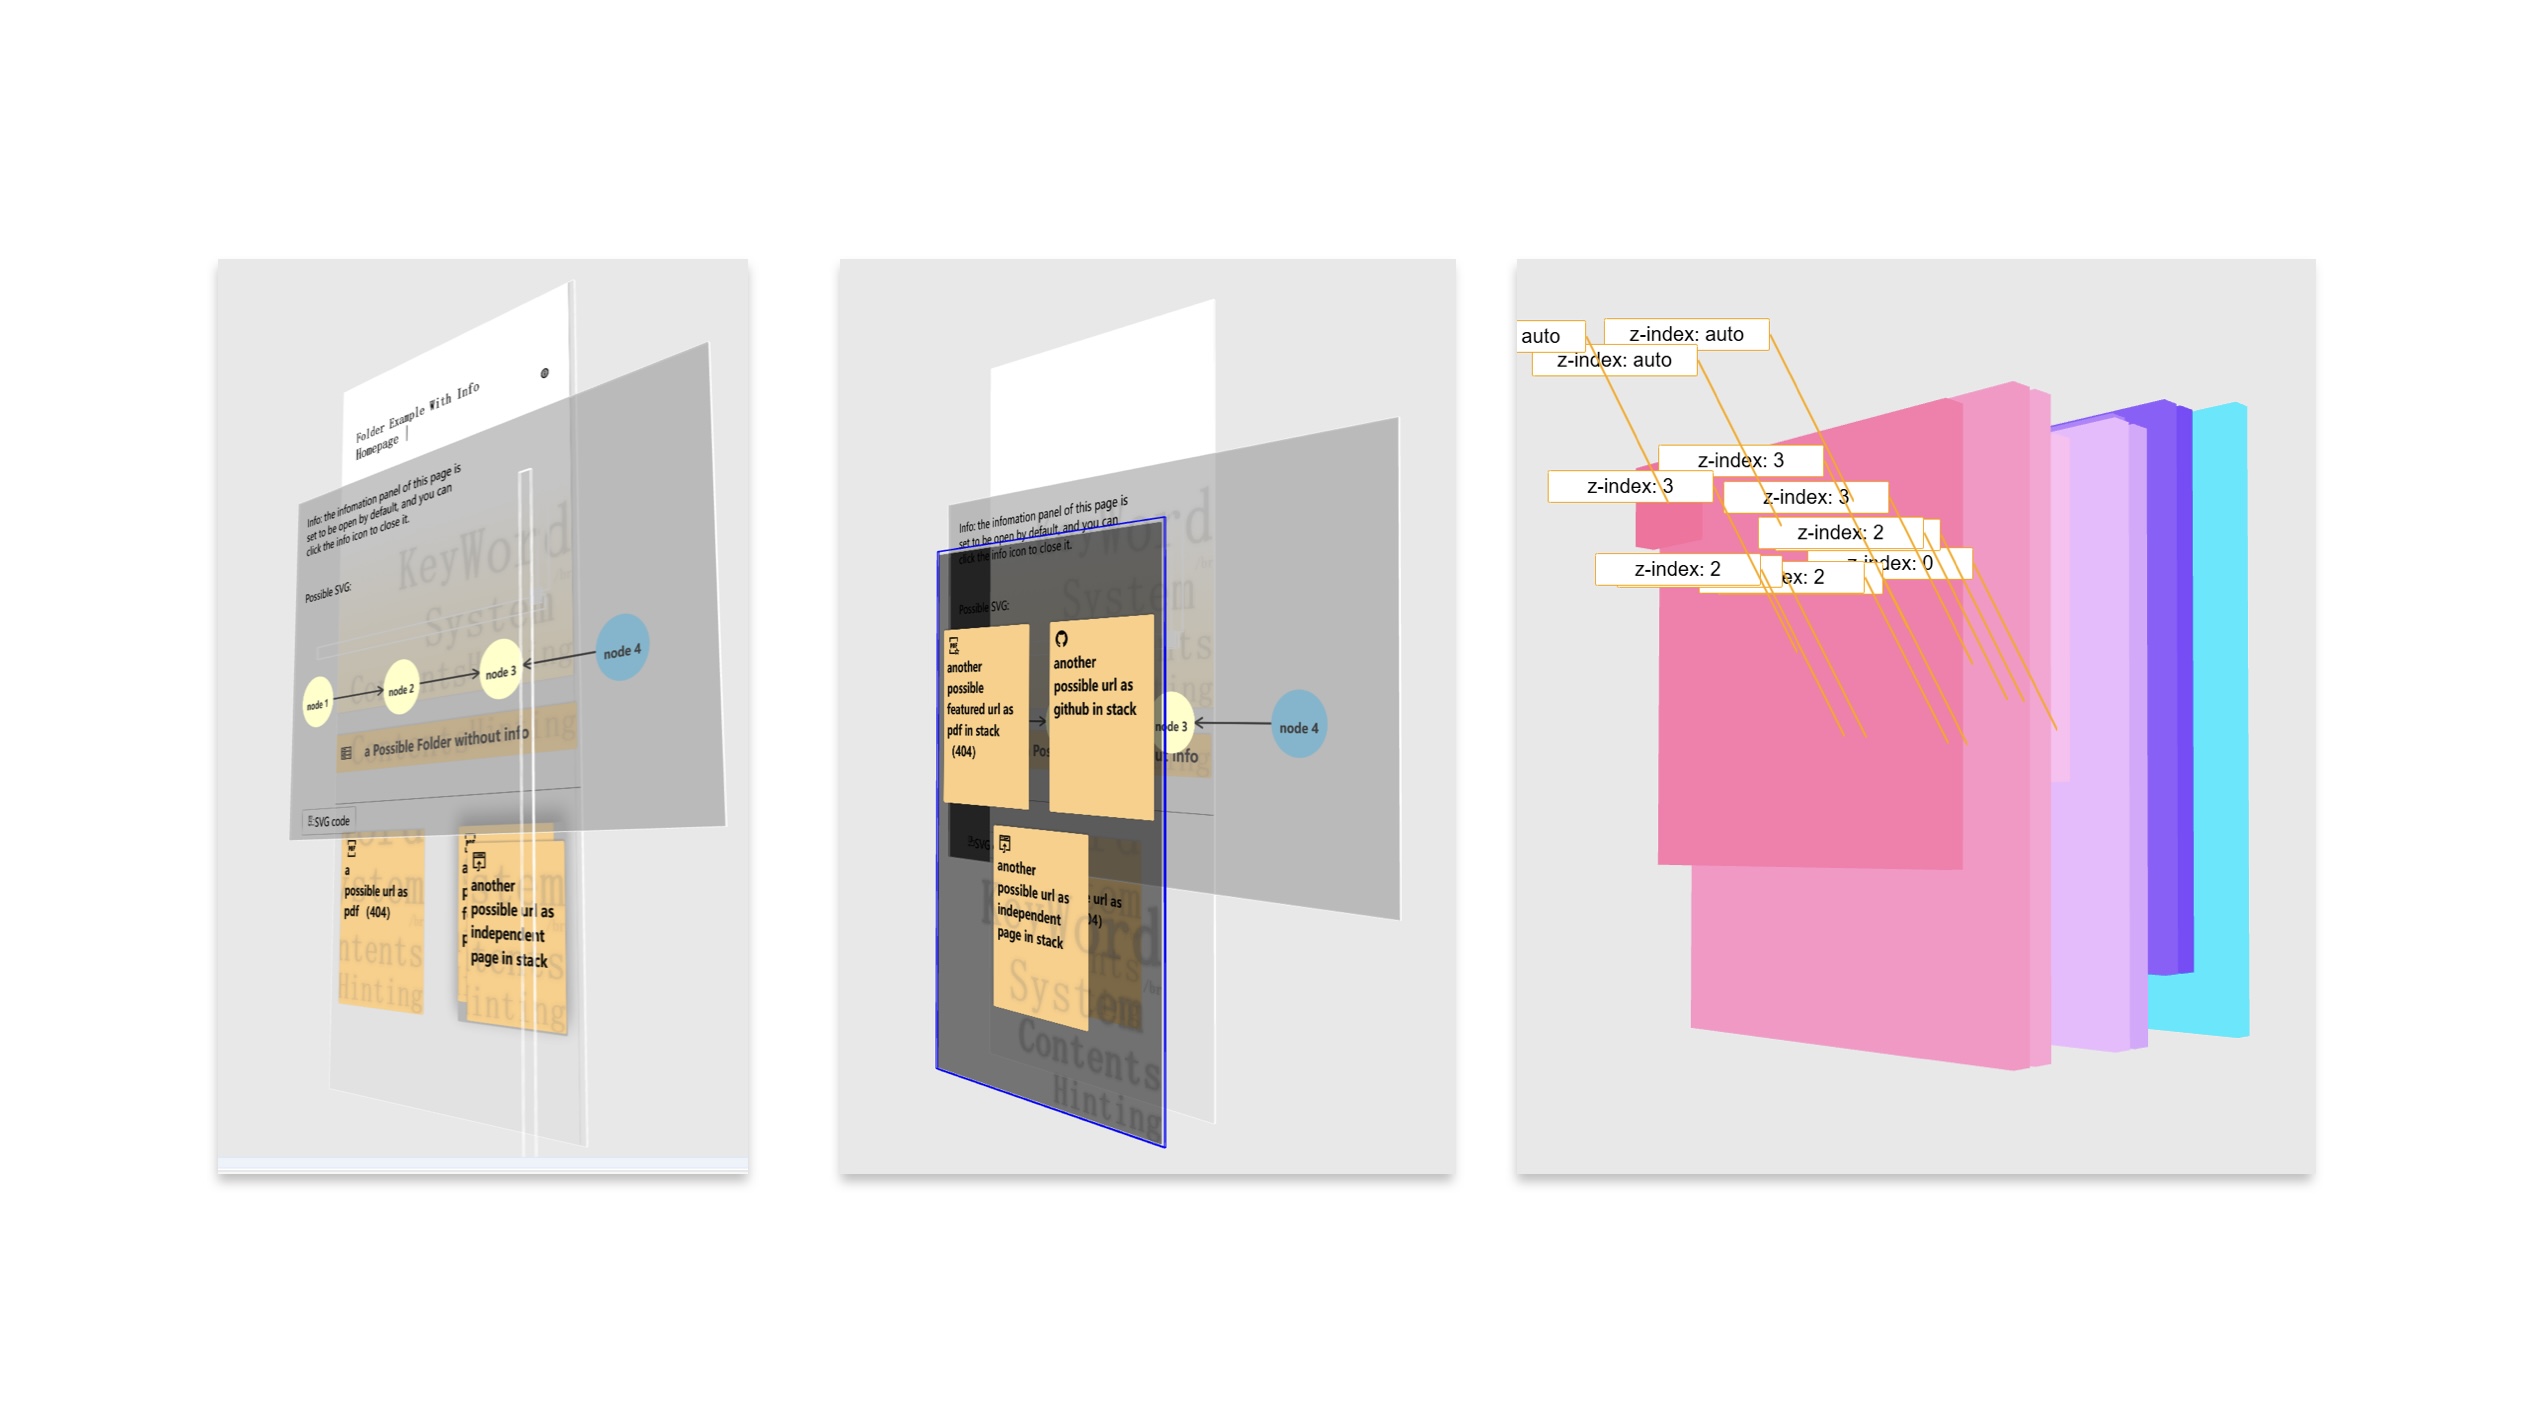 Folder Example With Info
Homepage
Info: the infomation panel of this page is
set to be open by default, and you can
click the info icon to close it.
KeyWord
System
Possible SVG:
node 1
node 2
node 3
node 4
a Possible Folder without info
SVG code
a
possible url as
pdf (404)
ntents
Hinting
another
possible url as
independent
page in stack
Info: the infomation panel of this page is
set to be open by default, and you can
click the info icon to close it.
System
Possible SVG:
another
possible
featured url as
pdf in stack
(404)
another
possible url as
github in stack
node 3
node 4
another
possible url as
independent
page in stack
KeyWord
System
Contents
Hinting
auto
z-index: auto
z-index: auto
z-index: 3
z-index: 3
z-index: 3
z-index: 2
z-index: 2
ex: 2
index: 0